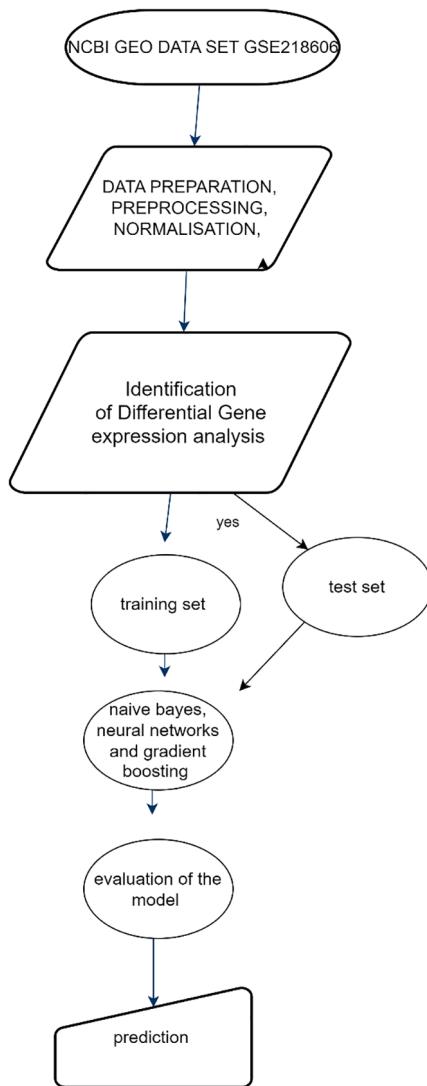 NCBI GEO DATA SET GSE218606
DATA PREPARATION,
PREPROCESSING,
NORMALISATION,
Identification
of Differential Gene
expression analysis
yes
training set
test set
naive bayes,
neural networks
and gradient
boosting
evaluation of the
model
prediction